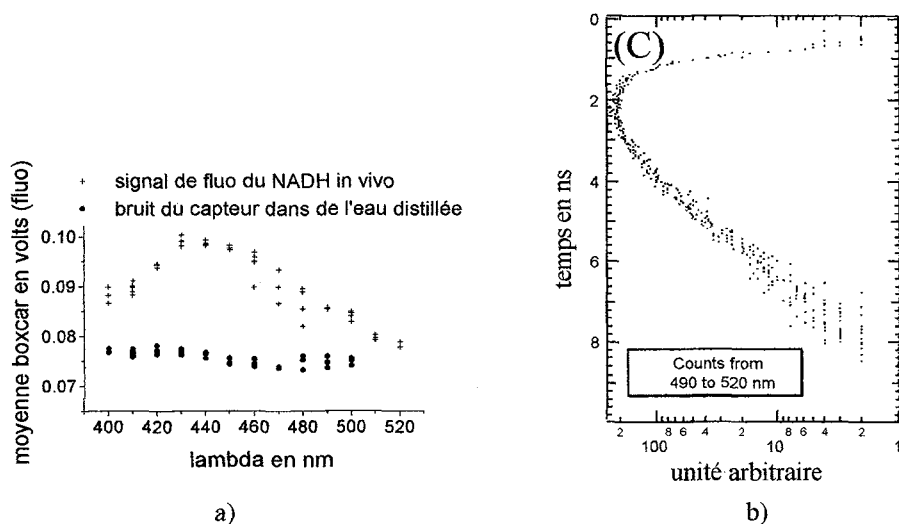 + signal de fluo du NADH in vivo
• bruit du capteur dans de l'eau distillée
moyenne boxcar en volts (fluo)
0.10
0.09
0.08
0.07
400 420 440 460 480 500 520
lambda en nm
a)
(C)
temps en ns
0
2
4
6
8
Counts from
490 to 520 nm
2 100 8 6 4 2 10 8 6 4 2 1
unité arbitraire
b)